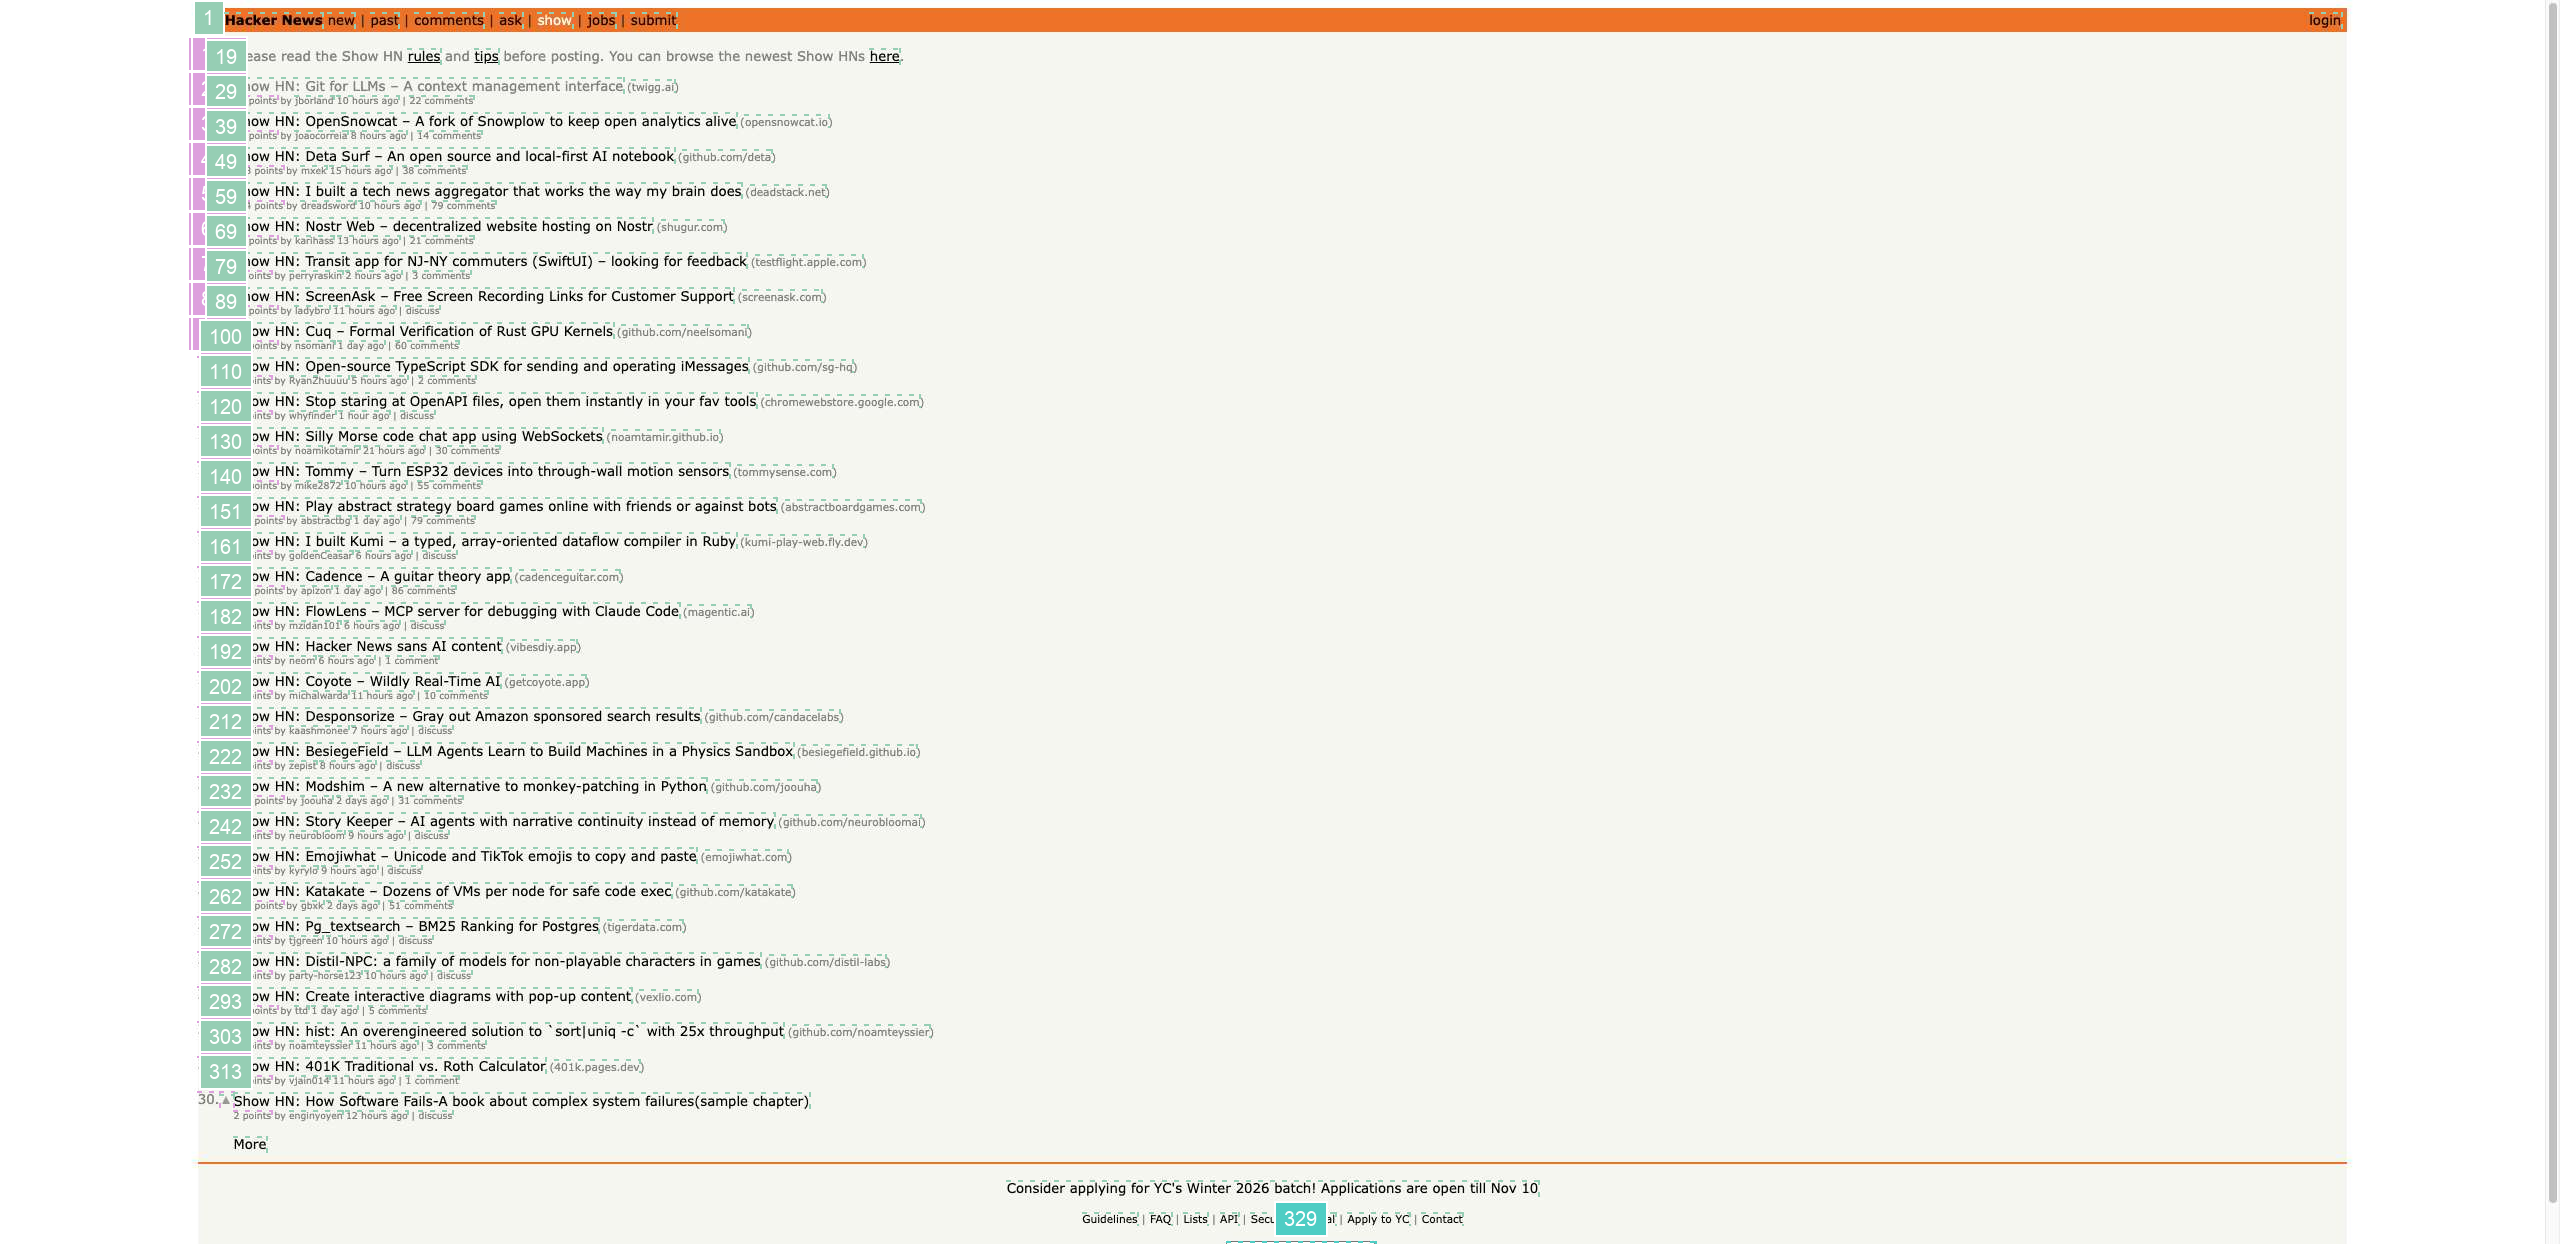 1 Hacker News new | past | comments | ask | show | jobs | submit login
19 ease read the Show HN rules and tips before posting. You can browse the newest Show HNs here.
29 ow HN: Git for LLMs – A context management interface (twigg.ai)
points by jborland 10 hours ago | 22 comments
39 ow HN: OpenSnowcat – A fork of Snowplow to keep open analytics alive (opensnowcat.io)
points by joaocorreia 8 hours ago | 14 comments
49 ow HN: Deta Surf – An open source and local-first AI notebook (github.com/deta)
points by mxek 15 hours ago | 38 comments
59 ow HN: I built a tech news aggregator that works the way my brain does (deadstack.net)
points by dreadsword 10 hours ago | 79 comments
69 ow HN: Nostr Web – decentralized website hosting on Nostr (shugur.com)
points by karihass 13 hours ago | 21 comments
79 ow HN: Transit app for NJ-NY commuters (SwiftUI) – looking for feedback (testflight.apple.com)
oints by perryraskin 2 hours ago | 3 comments
89 ow HN: ScreenAsk – Free Screen Recording Links for Customer Support (screenask.com)
points by ladybro 11 hours ago | discuss
100 ow HN: Cuq – Formal Verification of Rust GPU Kernels (github.com/neelsomani)
points by nsomani 1 day ago | 60 comments
110 ow HN: Open-source TypeScript SDK for sending and operating iMessages (github.com/sg-hq)
ints by RyanZhuuuu 5 hours ago | 2 comments
120 ow HN: Stop staring at OpenAPI files, open them instantly in your fav tools (chromewebstore.google.com)
ints by whyfinder 1 hour ago | discuss
130 ow HN: Silly Morse code chat app using WebSockets (noamtamir.github.io)
oints by noamikotamir 21 hours ago | 30 comments
140 ow HN: Tommy – Turn ESP32 devices into through-wall motion sensors (tommysense.com)
points by mike2872 10 hours ago | 55 comments
151 ow HN: Play abstract strategy board games online with friends or against bots (abstractboardgames.com)
points by abstractbg 1 day ago | 79 comments
161 ow HN: I built Kumi – a typed, array-oriented dataflow compiler in Ruby (kumi-play-web.fly.dev)
ints by goldenCeasar 6 hours ago | discuss
172 ow HN: Cadence – A guitar theory app (cadenceguitar.com)
points by apizon 1 day ago | 86 comments
182 ow HN: FlowLens – MCP server for debugging with Claude Code (magentic.ai)
ints by mzidan101 6 hours ago | discuss
192 ow HN: Hacker News sans AI content (vibesdiy.app)
ints by neom 6 hours ago | 1 comment
202 ow HN: Coyote – Wildly Real-Time AI (getcoyote.app)
ints by michalwarda 11 hours ago | 10 comments
212 ow HN: Desponsorize – Gray out Amazon sponsored search results (github.com/candacelabs)
ints by kaashmonee 7 hours ago | discuss
222 ow HN: BesiegeField – LLM Agents Learn to Build Machines in a Physics Sandbox (besiegefield.github.io)
ints by zepist 8 hours ago | discuss
232 ow HN: Modshim – A new alternative to monkey-patching in Python (github.com/joouha)
points by joouha 2 days ago | 31 comments
242 ow HN: Story Keeper – AI agents with narrative continuity instead of memory (github.com/neurobloomai)
ints by neurobloom 9 hours ago | discuss
252 ow HN: Emojiwhat – Unicode and TikTok emojis to copy and paste (emojiwhat.com)
ints by kyrylo 9 hours ago | discuss
262 ow HN: Katakate – Dozens of VMs per node for safe code exec (github.com/katakate)
points by gbxk 2 days ago | 51 comments
272 ow HN: Pg_textsearch – BM25 Ranking for Postgres (tigerdata.com)
ints by tjgreen 10 hours ago | discuss
282 ow HN: Distil-NPC: a family of models for non-playable characters in games (github.com/distil-labs)
ints by party-horse123 10 hours ago | discuss
293 ow HN: Create interactive diagrams with pop-up content (vexlio.com)
oints by ttd 1 day ago | 5 comments
303 ow HN: hist: An overengineered solution to `sort|uniq -c` with 25x throughput (github.com/noamteyssier)
ints by noamteyssier 11 hours ago | 3 comments
313 ow HN: 401K Traditional vs. Roth Calculator (401k.pages.dev)
ints by vjain014 11 hours ago | 1 comment
30. Show HN: How Software Fails-A book about complex system failures(sample chapter)
2 points by enginyoyen 12 hours ago | discuss
More
Consider applying for YC's Winter 2026 batch! Applications are open till Nov 10
Guidelines | FAQ | Lists | API | Secu 329 al | Apply to YC | Contact